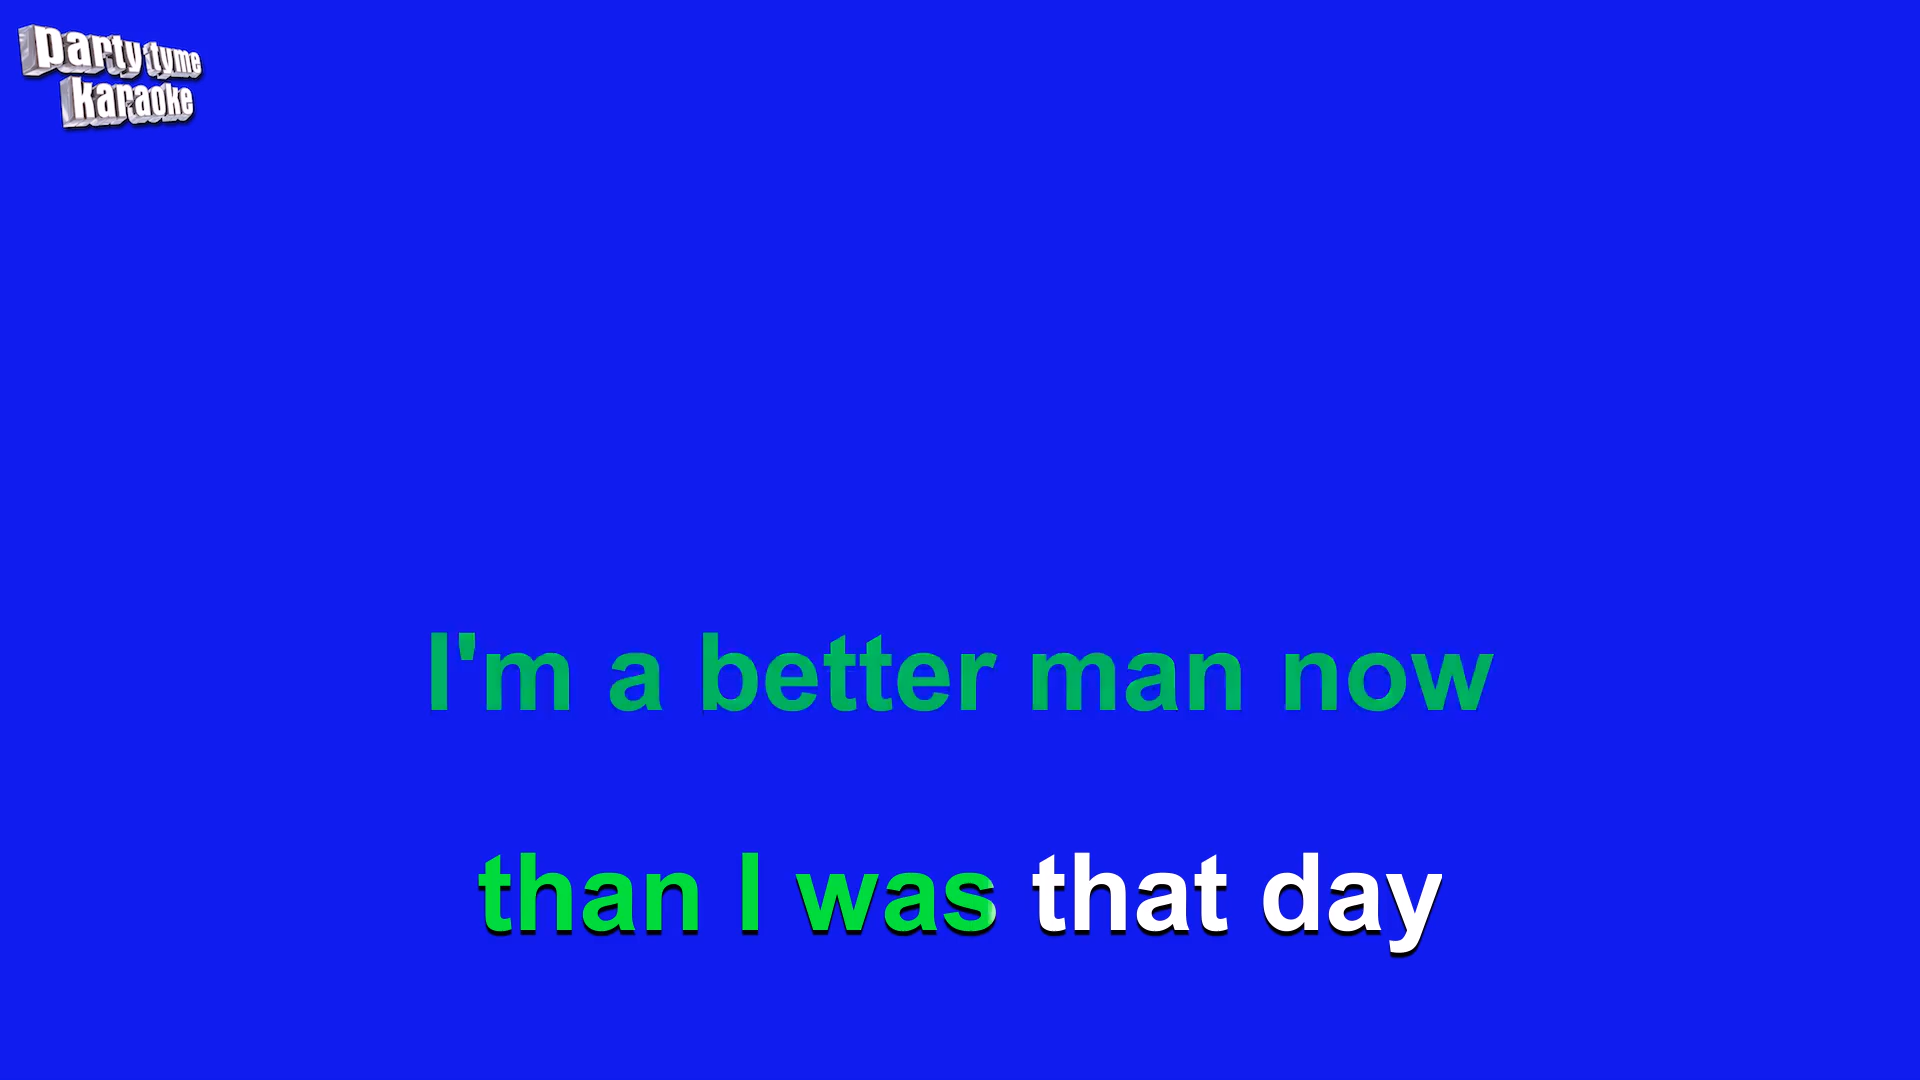 party tyme
karaoke
I'm a better man now
than I was that day